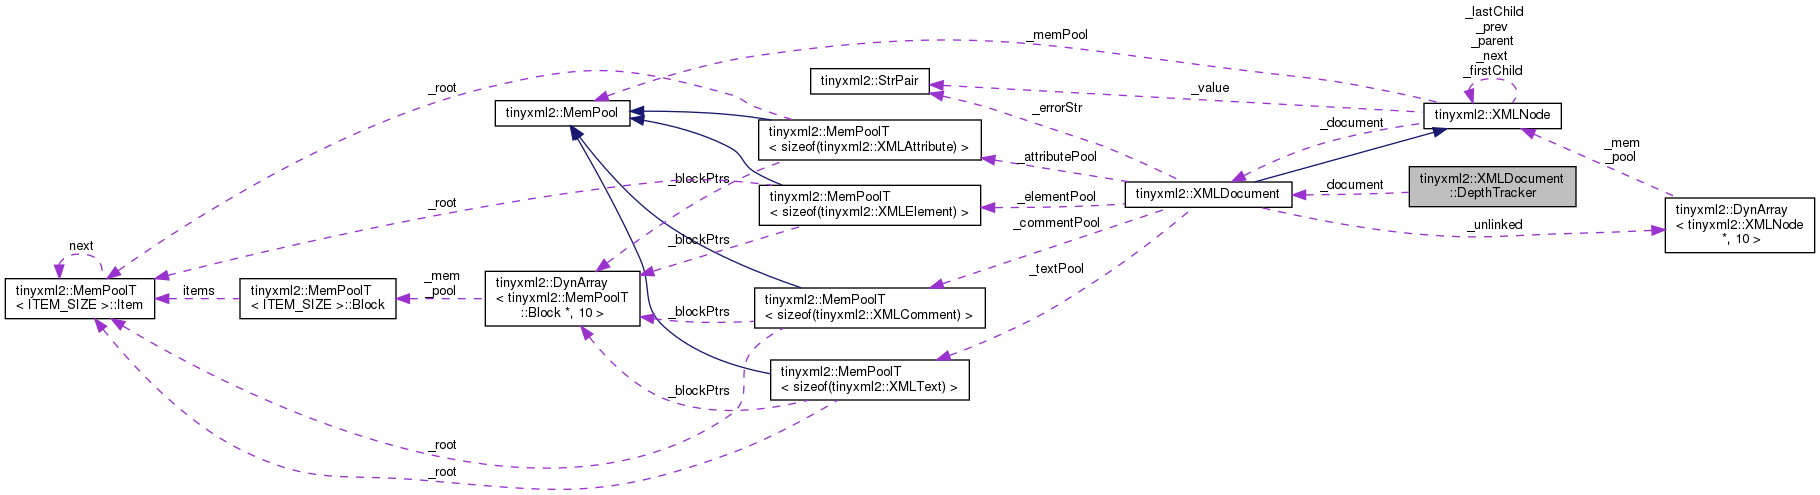 _lastChild
_prev
_parent
_next
_firstChild
_memPool
tinyxml2::StrPair
_value
_root
_errorStr
tinyxml2::MemPool
tinyxml2::XMLNode
_document
tinyxml2::MemPoolT
< sizeof(tinyxml2::XMLAttribute) >
_attributePool
_mem
_pool
_blockPtrs
tinyxml2::XMLDocument
::DepthTracker
_document
tinyxml2::XMLDocument
tinyxml2::MemPoolT
< sizeof(tinyxml2::XMLElement) >
_elementPool
_root
_commentPool
_unlinked
tinyxml2::DynArray
< tinyxml2::XMLNode
*, 10 >
_blockPtrs
next
_textPool
_mem
_pool
tinyxml2::MemPoolT
< ITEM_SIZE >::Item
items
tinyxml2::MemPoolT
< ITEM_SIZE >::Block
tinyxml2::DynArray
< tinyxml2::MemPoolT
::Block *, 10 >
_blockPtrs
tinyxml2::MemPoolT
< sizeof(tinyxml2::XMLComment) >
tinyxml2::MemPoolT
< sizeof(tinyxml2::XMLText) >
_blockPtrs
_root
_root